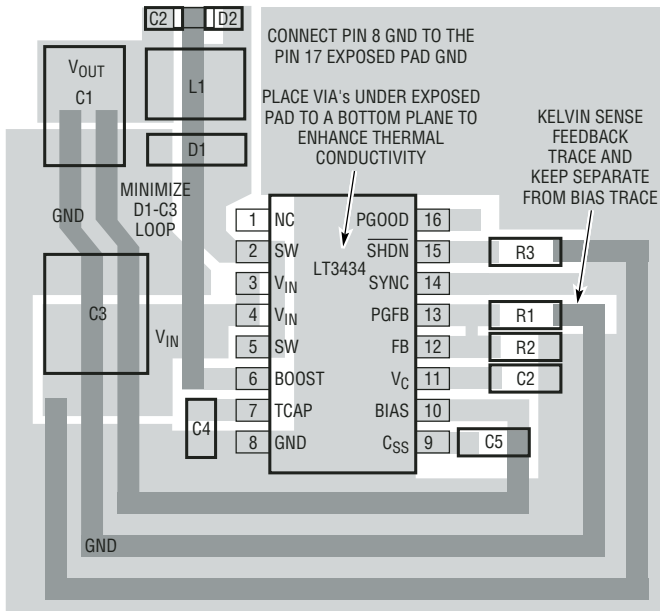 C2
D2
CONNECT PIN 8 GND TO THE
PIN 17 EXPOSED PAD GND
VOUT
C1
L1
PLACE VIA's UNDER EXPOSED
PAD TO A BOTTOM PLANE TO
ENHANCE THERMAL
CONDUCTIVITY
KELVIN SENSE
FEEDBACK
TRACE AND
KEEP SEPARATE
FROM BIAS TRACE
D1
MINIMIZE
D1-C3
LOOP
GND
1 NC PGOOD 16
2 SW SHDN 15 R3
LT3434
3 VIN SYNC 14
C3
4 VIN PGFB 13 R1
VIN
5 SW FB 12 R2
6 BOOST VC 11 C2
7 TCAP BIAS 10
C4
8 GND CSS 9 C5
GND